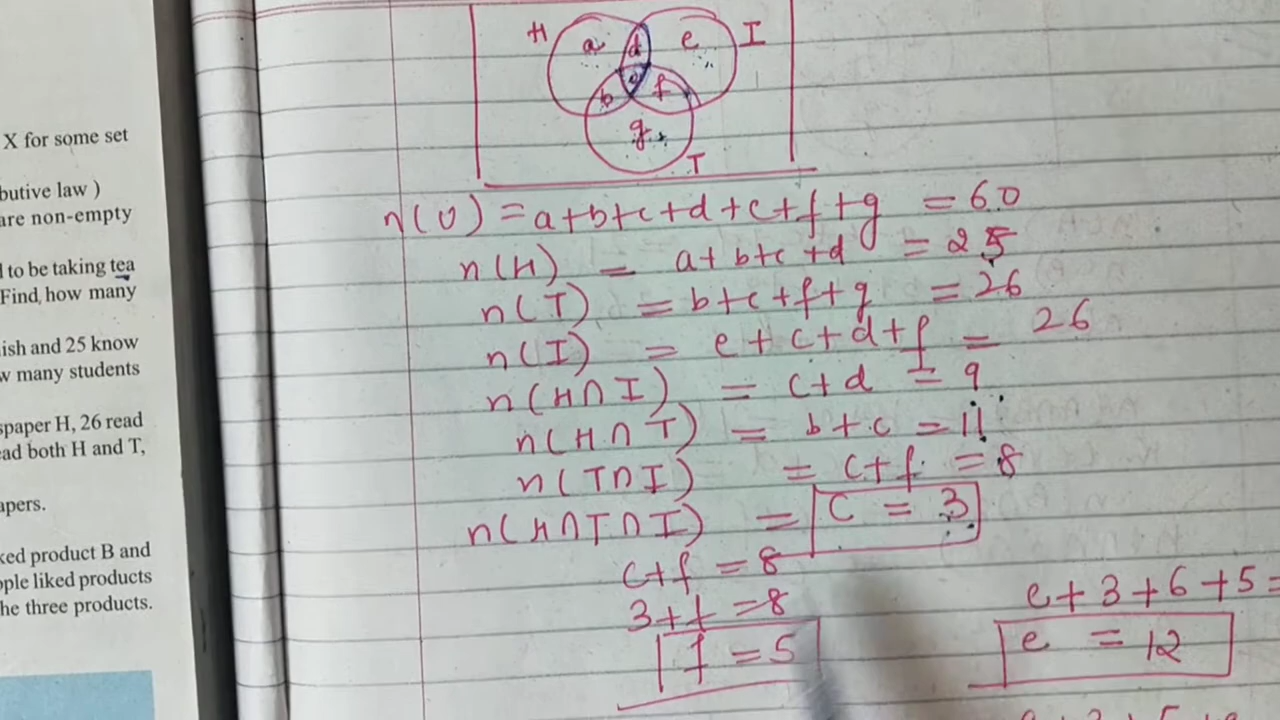 X for some set
butive law )
are non-empty
to be taking tea
Find, how many
ish and 25 know
w many students
spaper H, 26 read
ad both H and T,
apers.
ked product B and
ople liked products
he three products.
H a d e I
c
b f
g
T
n(U) = a+b+c+d+c+f+g = 60
n(H) = a+b+c+d = 25
n(T) = b+c+f+g = 26
n(I) = e+c+d+f = 26
n(H∩I) = c+d = 9
n(H∩T) = b+c = 11
n(T∩I) = c+f = 8
n(H∩T∩I) = C = 3
c+f = 8
3+f = 8
f = 5
e+3+6+5=
e = 12